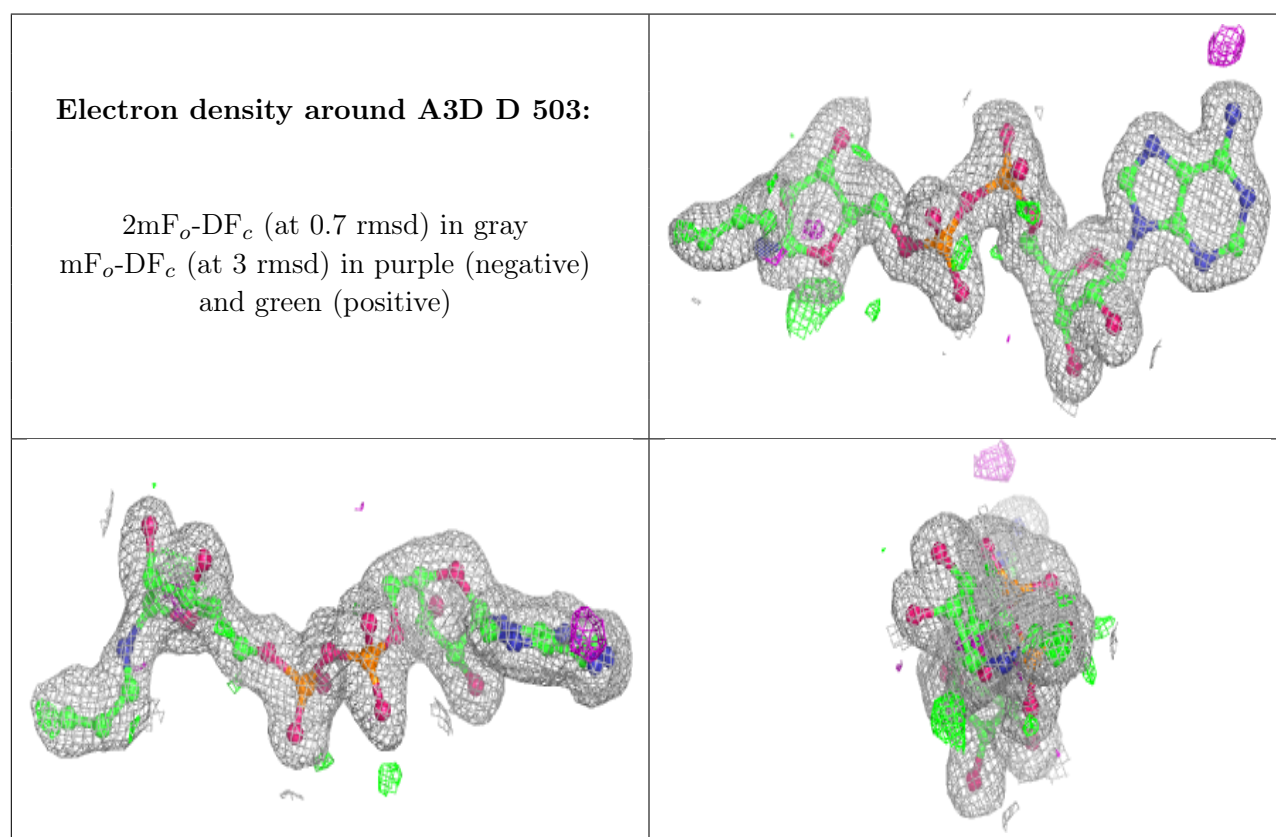 Electron density around A3D D 503:
2mFₒ-DF𝒸 (at 0.7 rmsd) in gray
mFₒ-DF𝒸 (at 3 rmsd) in purple (negative)
and green (positive)